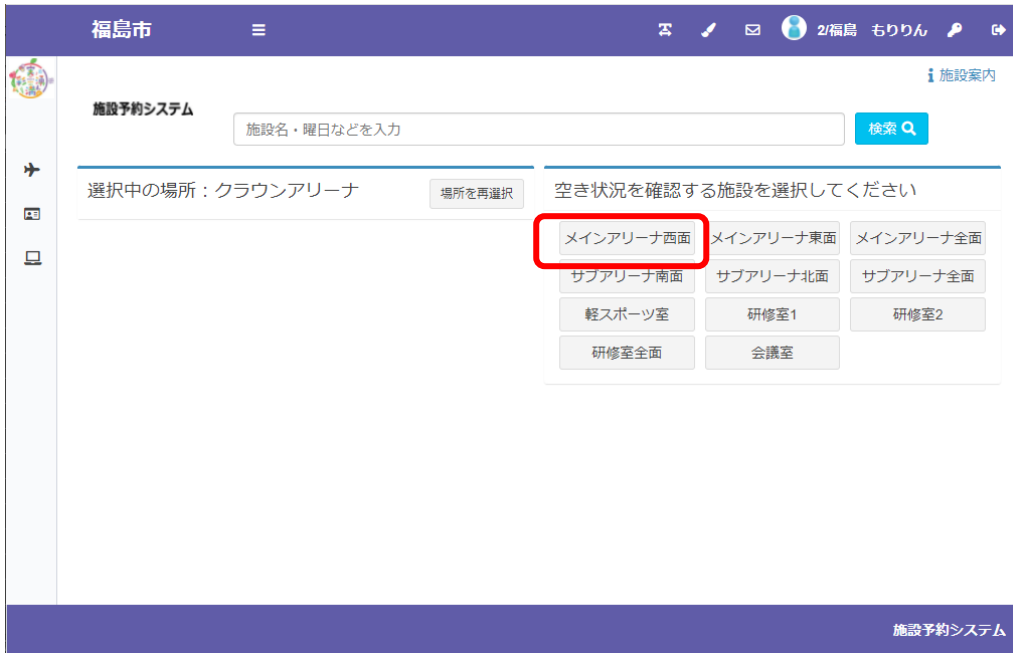 福島市
2/福島 もりりん
施設案内
施設予約システム
施設名・曜日などを入力
検索
選択中の場所：クラウンアリーナ
場所を再選択
空き状況を確認する施設を選択してください
メインアリーナ西面 メインアリーナ東面 メインアリーナ全面
サブアリーナ南面 サブアリーナ北面 サブアリーナ全面
軽スポーツ室 研修室1 研修室2
研修室全面 会議室
施設予約システム